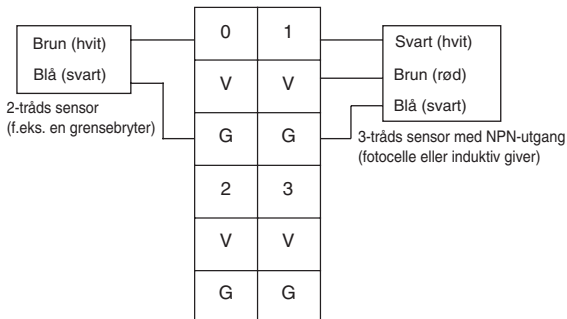 Brun (hvit)
Blå (svart)
2-tråds sensor
(f.eks. en grensebryter)
0 1
V V
G G
2 3
V V
G G
Svart (hvit)
Brun (rød)
Blå (svart)
3-tråds sensor med NPN-utgang
(fotocelle eller induktiv giver)